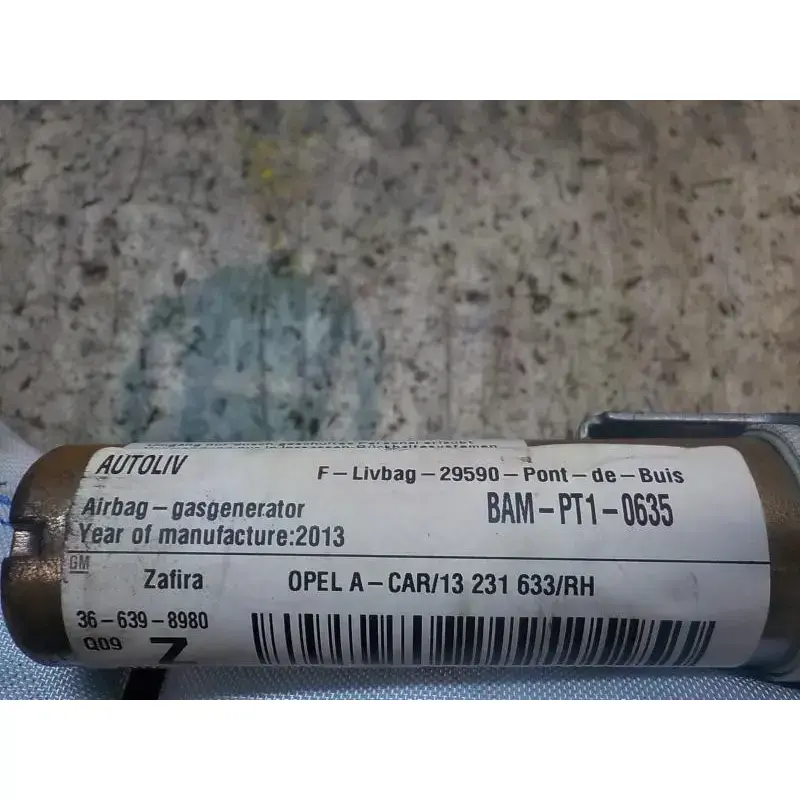 AUTOLIV
F-Livbag-29590-Pont-de-Buis
Airbag-gasgenerator
BAM-PT1-0635
Year of manufacture:2013
GM
Zafira
OPEL A-CAR/13 231 633/RH
36-639-8980
Q09 Z